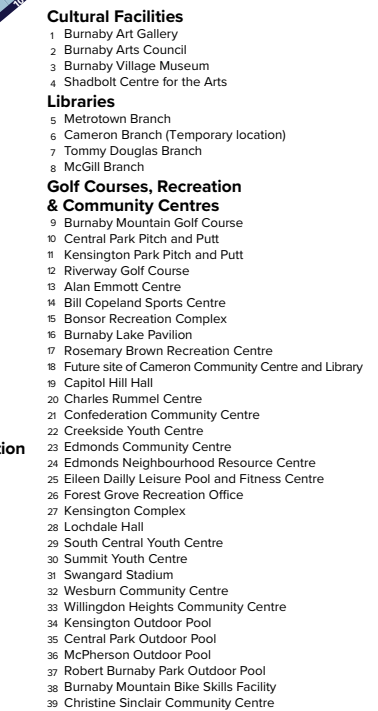 Cultural Facilities
1 Burnaby Art Gallery
2 Burnaby Arts Council
3 Burnaby Village Museum
4 Shadbolt Centre for the Arts
Libraries
5 Metrotown Branch
6 Cameron Branch (Temporary location)
7 Tommy Douglas Branch
8 McGill Branch
Golf Courses, Recreation
& Community Centres
9 Burnaby Mountain Golf Course
10 Central Park Pitch and Putt
11 Kensington Park Pitch and Putt
12 Riverway Golf Course
13 Alan Emmott Centre
14 Bill Copeland Sports Centre
15 Bonsor Recreation Complex
16 Burnaby Lake Pavilion
17 Rosemary Brown Recreation Centre
18 Future site of Cameron Community Centre and Library
19 Capitol Hill Hall
20 Charles Rummel Centre
21 Confederation Community Centre
22 Creekside Youth Centre
tion
23 Edmonds Community Centre
24 Edmonds Neighbourhood Resource Centre
25 Eileen Dailly Leisure Pool and Fitness Centre
26 Forest Grove Recreation Office
27 Kensington Complex
28 Lochdale Hall
29 South Central Youth Centre
30 Summit Youth Centre
31 Swangard Stadium
32 Wesburn Community Centre
33 Willingdon Heights Community Centre
34 Kensington Outdoor Pool
35 Central Park Outdoor Pool
36 McPherson Outdoor Pool
37 Robert Burnaby Park Outdoor Pool
38 Burnaby Mountain Bike Skills Facility
39 Christine Sinclair Community Centre